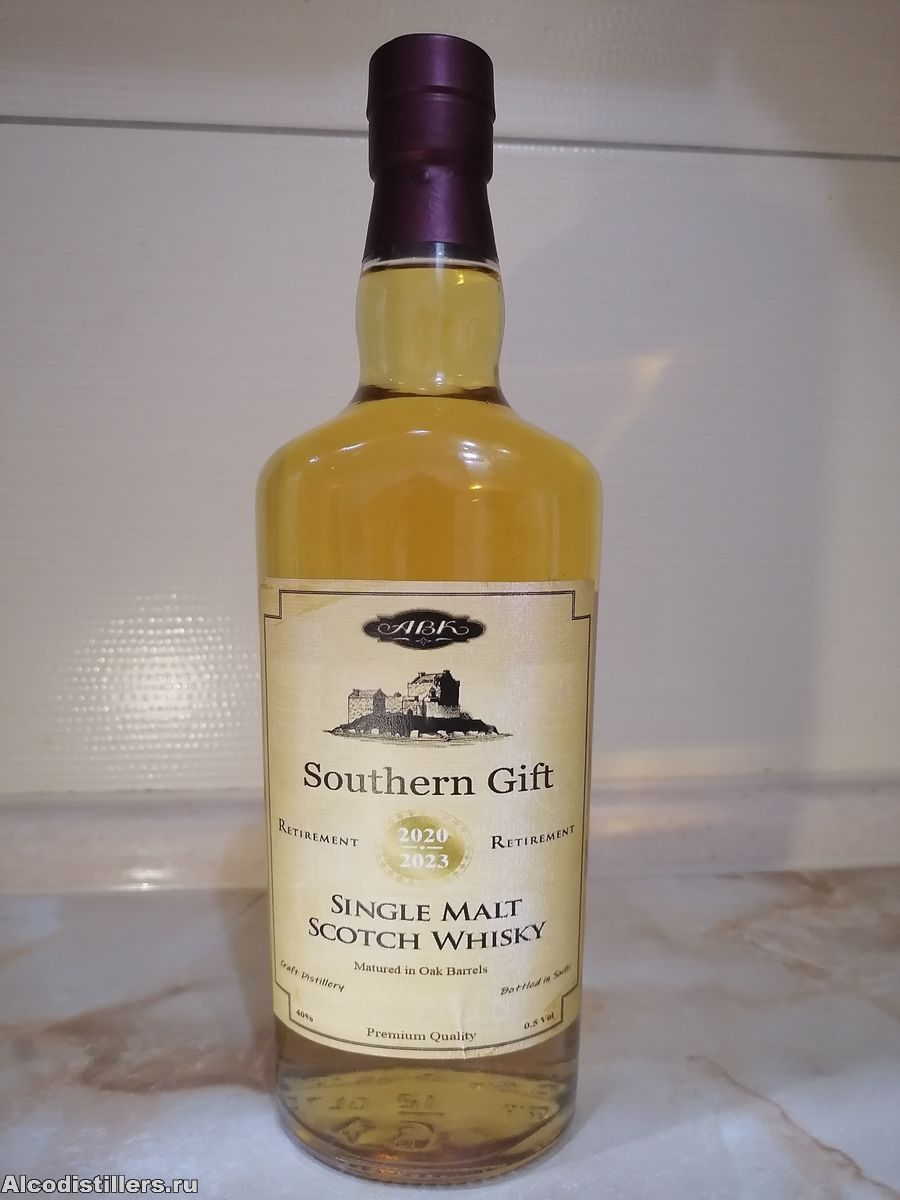 ABK
Southern Gift
RETIREMENT
2020
2023
RETIREMENT
SINGLE MALT
SCOTCH WHISKY
Matured in Oak Barrels
Craft Distillery
Bottled in
40%
0.5 Vol
Premium Quality
Alcodistillers.ru